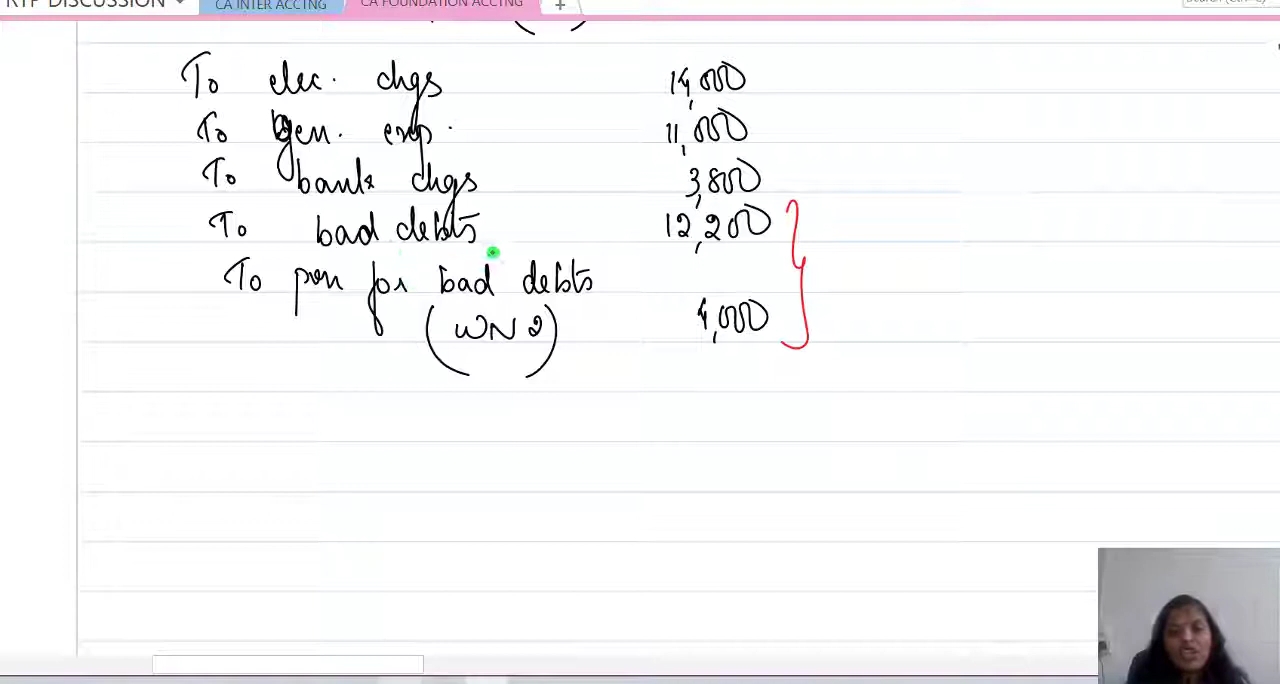 RTP DISCUSSION
CA INTER ACCTNG
CA FOUNDATION ACCTNG
+
To elec. chgs 14,000
To gen. exp. 11,000
To bank chgs 3,800
To bad debts 12,200
To prov for bad debts
(WN 2) 4,000